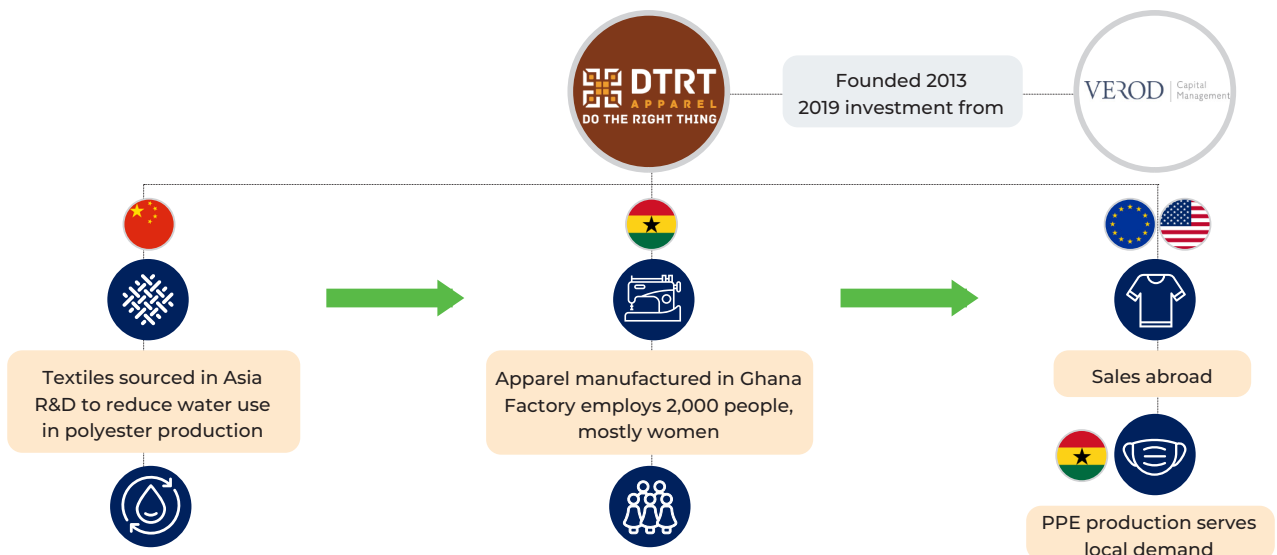 DTRT
APPAREL
DO THE RIGHT THING
Founded 2013
2019 investment from
VEROD Capital
Management
Textiles sourced in Asia
R&D to reduce water use
in polyester production
Apparel manufactured in Ghana
Factory employs 2,000 people,
mostly women
Sales abroad
PPE production serves
local demand